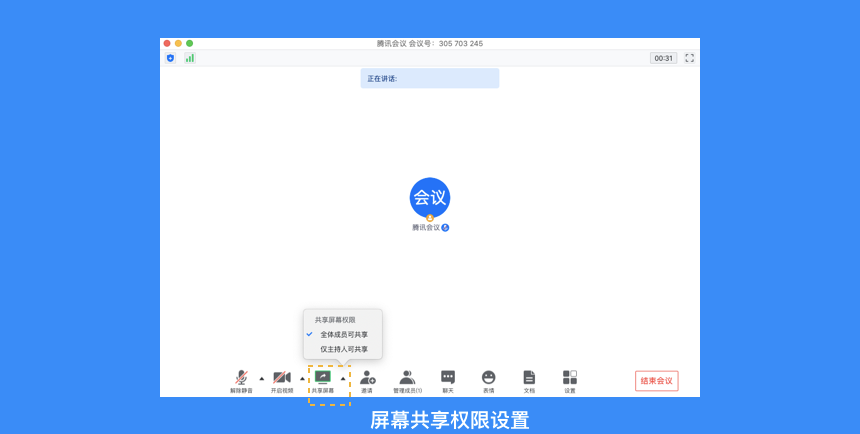 腾讯会议 会议号：305 703 245
00:31
正在讲话:
会议
腾讯会议
共享屏幕权限
全体成员可共享
仅主持人可共享
解除静音 开启视频 共享屏幕 邀请 管理成员(1) 聊天 表情 文档 设置 结束会议
屏幕共享权限设置